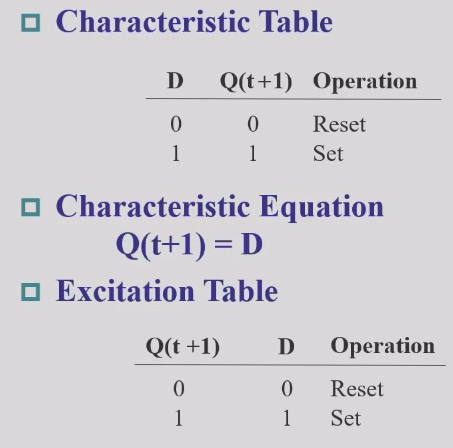 Characteristic Table
D Q(t+1) Operation
0 0 Reset
1 1 Set
Characteristic Equation
Q(t+1) = D
Excitation Table
Q(t +1) D Operation
0 0 Reset
1 1 Set